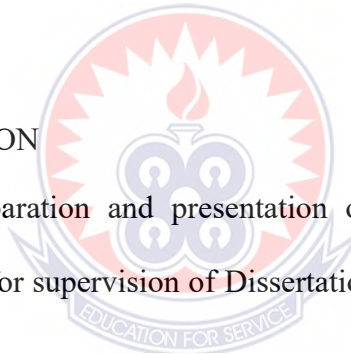 ON
aration and presentation o
or supervision of Dissertatio
EDUCATION FOR SERVICE